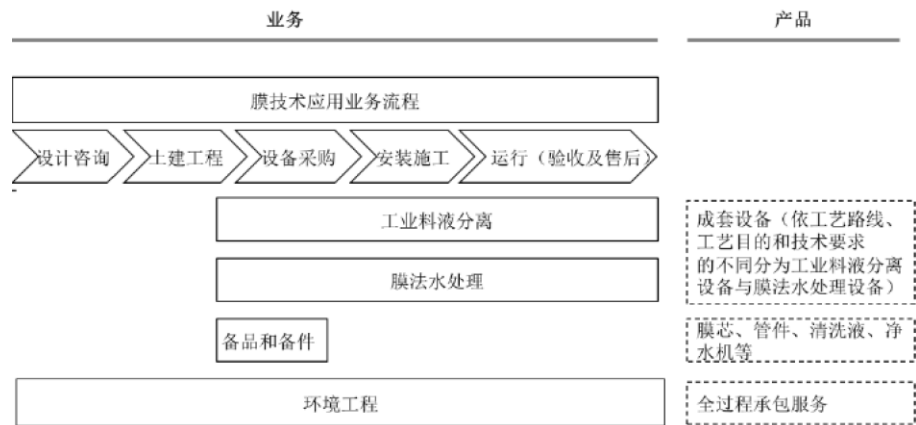 业务
产品
膜技术应用业务流程
设计咨询
土建工程
设备采购
安装施工
运行（验收及售后）
工业料液分离
成套设备（依工艺路线、
工艺目的和技术要求
的不同分为工业料液分离
设备与膜法水处理设备）
膜法水处理
备品和备件
膜芯、管件、清洗液、净
水机等
环境工程
全过程承包服务